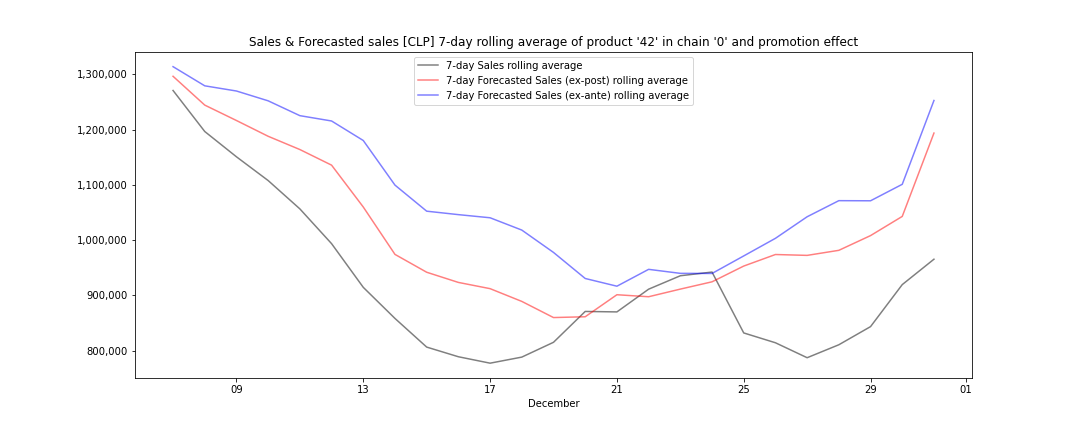 Sales & Forecasted sales [CLP] 7-day rolling average of product '42' in chain '0' and promotion effect
7-day Sales rolling average
7-day Forecasted Sales (ex-post) rolling average
7-day Forecasted Sales (ex-ante) rolling average
1,300,000
1,200,000
1,100,000
1,000,000
900,000
800,000
09 13 17 21 25 29 01
December